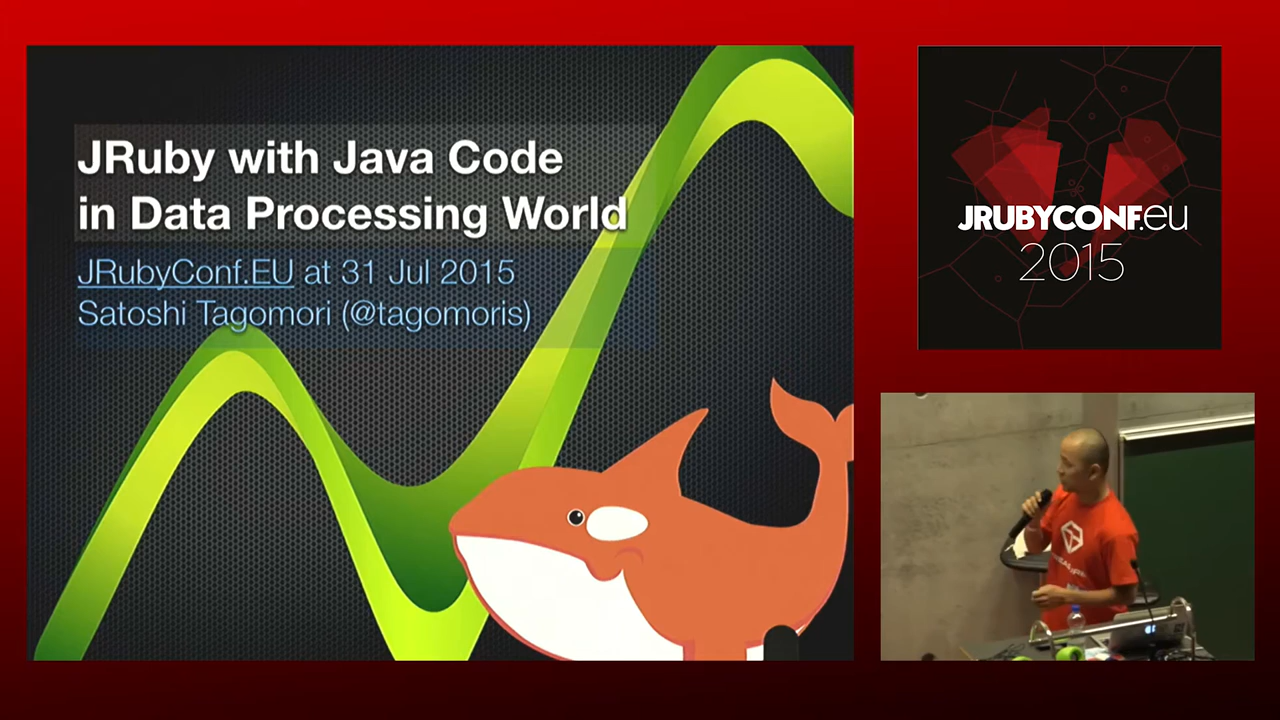 JRuby with Java Code
in Data Processing World
JRubyConf.EU at 31 Jul 2015
Satoshi Tagomori (@tagomoris)
JRUBYCONF.eu
2015